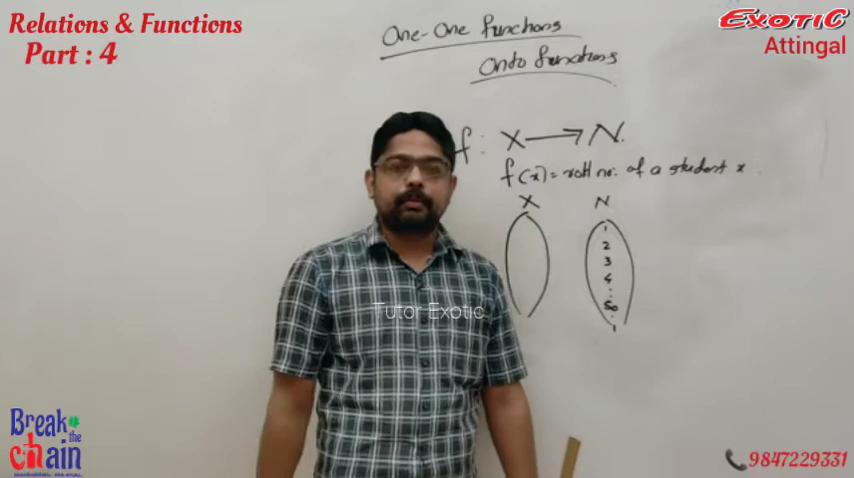 Relations & Functions
Part : 4
EXOTIC
Attingal
One-One functions
Onto functions
f : X → N.
f(x) = roll no. of a student x.
X N
1
2
3
4
:
50
Tutor Exotic
Break
the
chain
9847229331